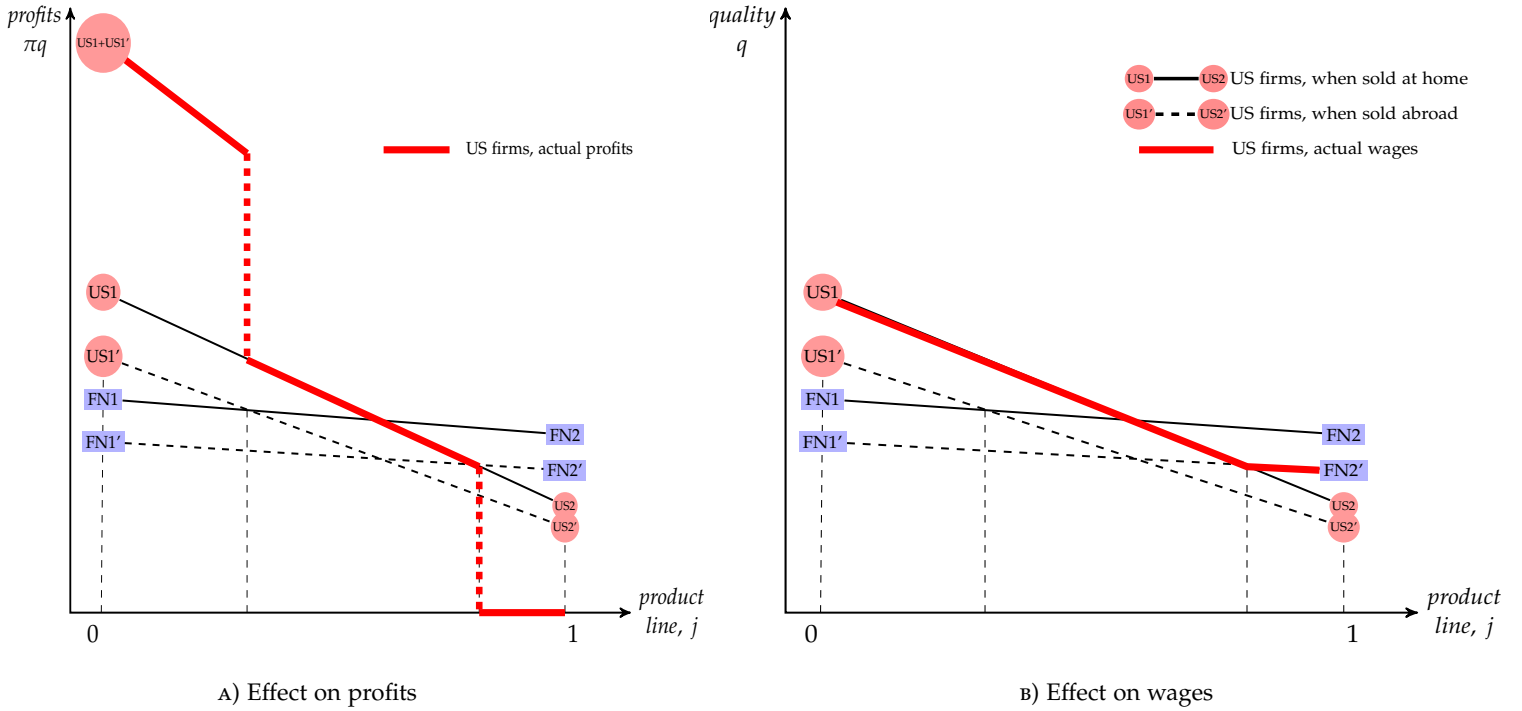 profits
πq
US1+US1'
US firms, actual profits
US1
US1'
FN1
FN1'
FN2
FN2'
US2
US2'
0
1
product
line, j
A) Effect on profits
quality
q
US1 US2 US firms, when sold at home
US1' US2' US firms, when sold abroad
US firms, actual wages
US1
US1'
FN1
FN1'
FN2
FN2'
US2
US2'
0
1
product
line, j
B) Effect on wages